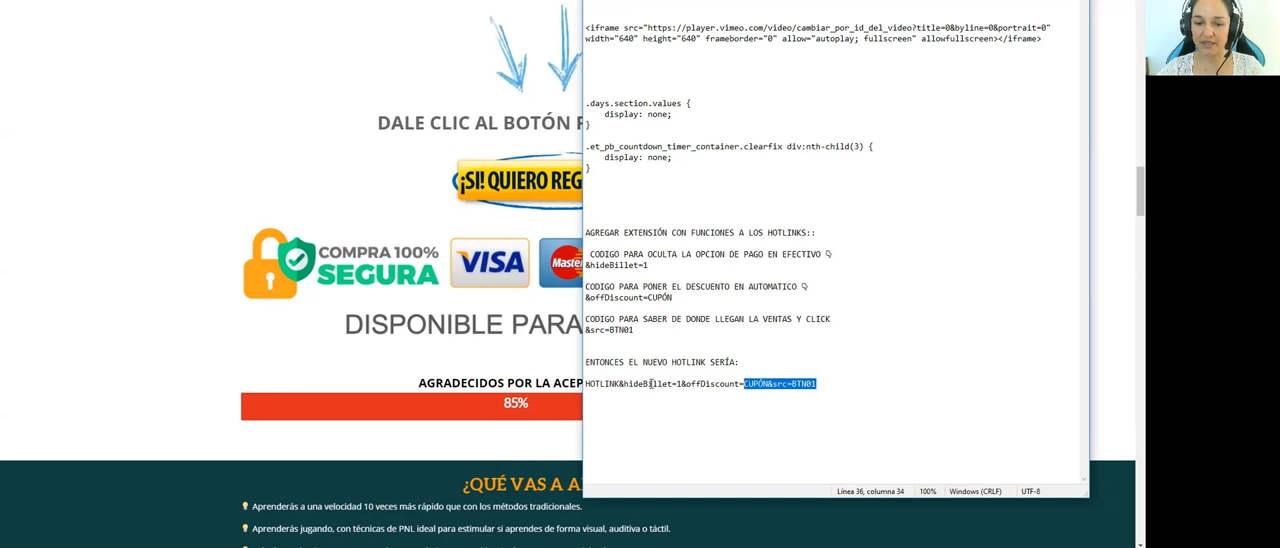 <iframe src="https://player.vimeo.com/video/cambiar_por_id_del_video?title=0&byline=0&portrait=0"
width="640" height="640" frameborder="0" allow="autoplay; fullscreen" allowfullscreen></iframe>
.days.section.values {
display: none;
}
.et_pb_countdown_timer_container.clearfix div:nth-child(3) {
display: none;
}
AGREGAR EXTENSIÓN CON FUNCIONES A LOS HOTLINKS::
CODIGO PARA OCULTA LA OPCION DE PAGO EN EFECTIVO 👇
&hideBillet=1
CODIGO PARA PONER EL DESCUENTO EN AUTOMATICO 👇
&offDiscount=CUPÓN
CODIGO PARA SABER DE DONDE LLEGAN LA VENTAS Y CLICK
&src=BTN01
ENTONCES EL NUEVO HOTLINK SERÍA:
HOTLINK&hideBillet=1&offDiscount=CUPÓN&src=BTN01
Línea 36, columna 34 100% Windows (CRLF) UTF-8
DALE CLIC AL BOTÓN
¡SI! QUIERO REG
COMPRA 100%
SEGURA
VISA
Master
DISPONIBLE PARA
AGRADECIDOS POR LA ACEP
85%
¿QUÉ VAS A A
Aprenderás a una velocidad 10 veces más rápido que con los métodos tradicionales.
Aprenderás jugando, con técnicas de PNL ideal para estimular si aprendes de forma visual, auditiva o táctil.